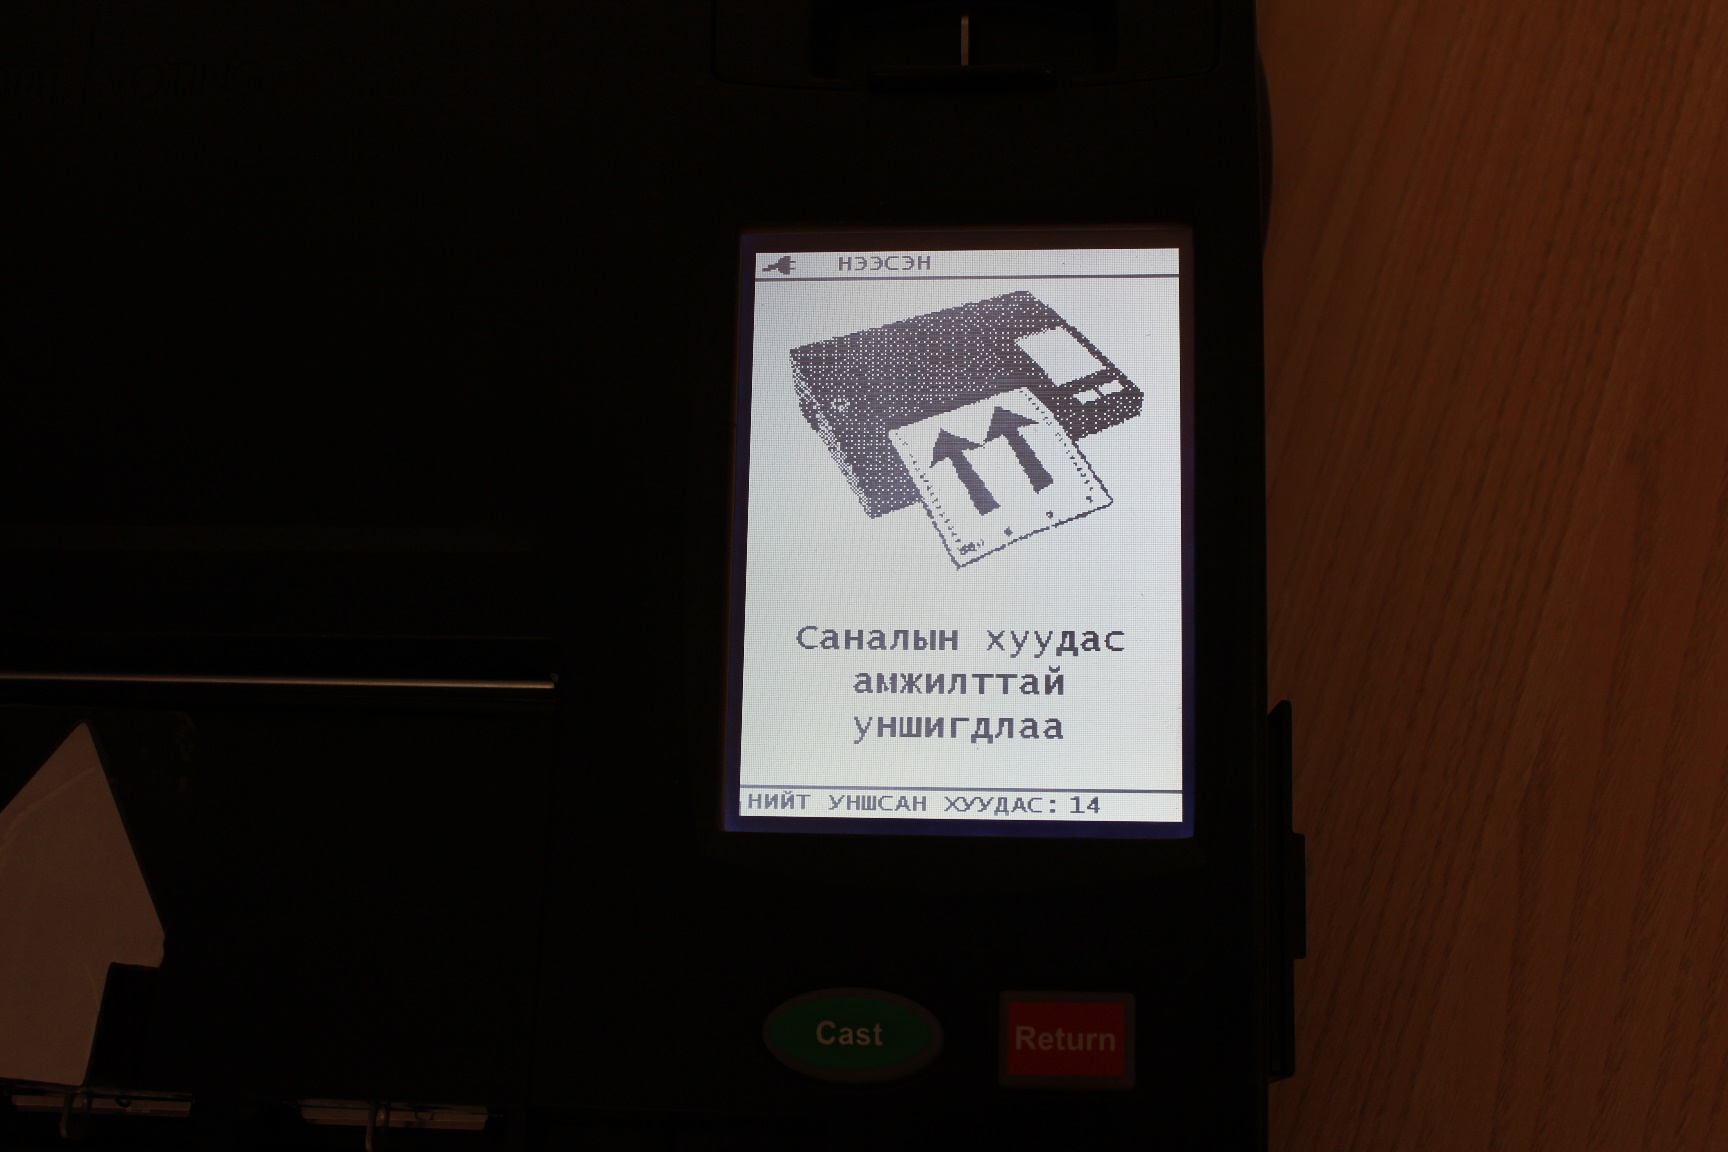 НЭЭСЭН
Саналын хуудас
амжилттай
уншигдлаа
НИЙТ УНШСАН ХУУДАС: 14
Cast
Return